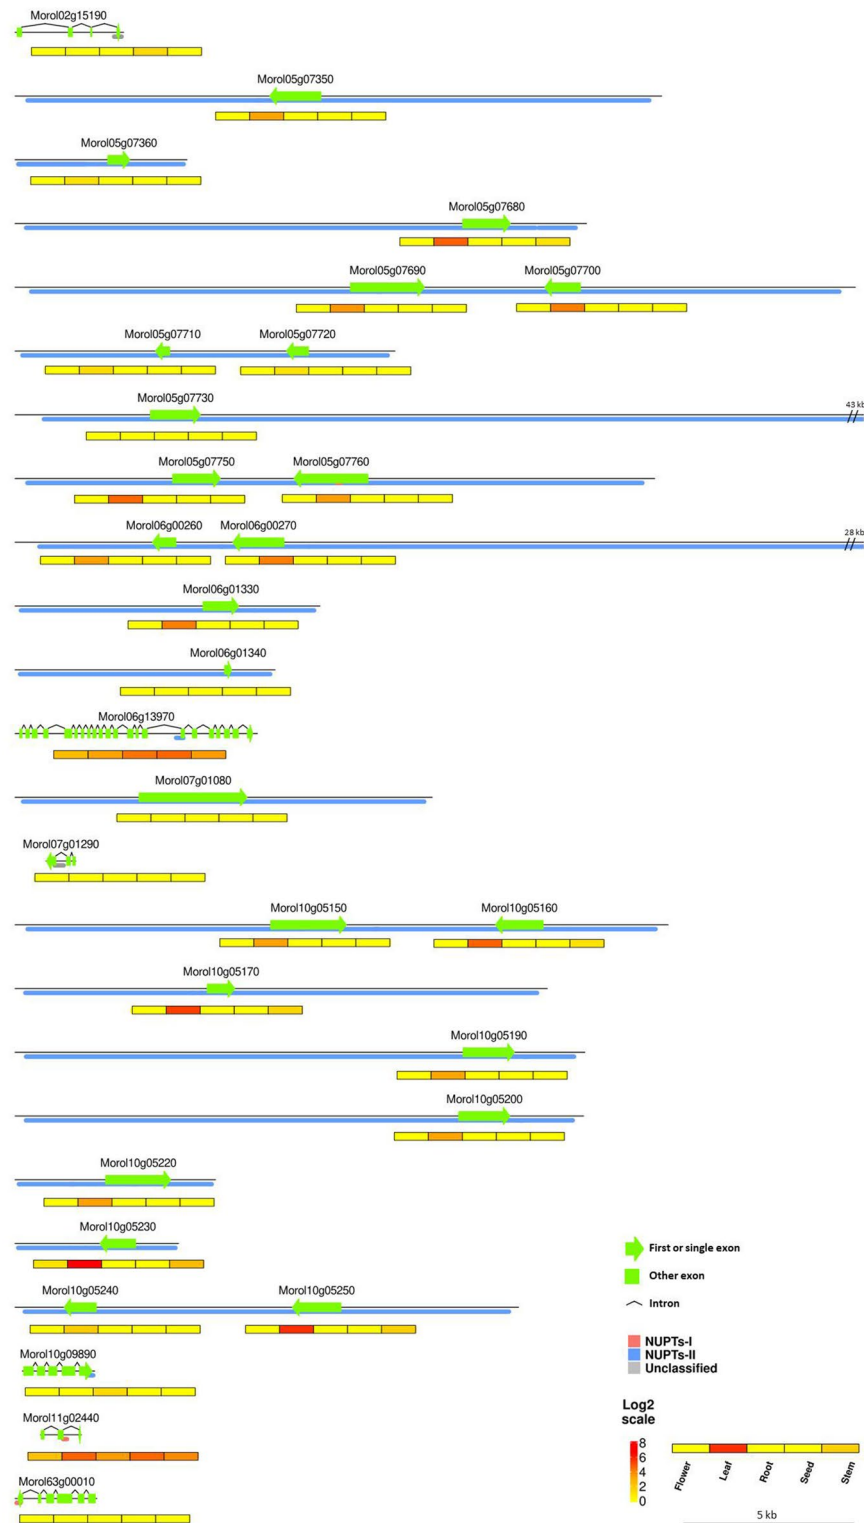 Morol02g15190
Morol05g07350
Morol05g07360
Morol05g07680
Morol05g07690 Morol05g07700
Morol05g07710 Morol05g07720
Morol05g07730
43 kb
Morol05g07750 Morol05g07760
Morol06g00260 Morol06g00270
28 kb
Morol06g01330
Morol06g01340
Morol06g13970
Morol07g01080
Morol07g01290
Morol10g05150 Morol10g05160
Morol10g05170
Morol10g05190
Morol10g05200
Morol10g05220
Morol10g05230
Morol10g05240 Morol10g05250
Morol10g09890
Morol11g02440
Morol63g00010
First or single exon
Other exon
Intron
NUPTs-I
NUPTs-II
Unclassified
Log2
scale
8
6
4
2
0
Flower Leaf Root Seed Stem
5 kb